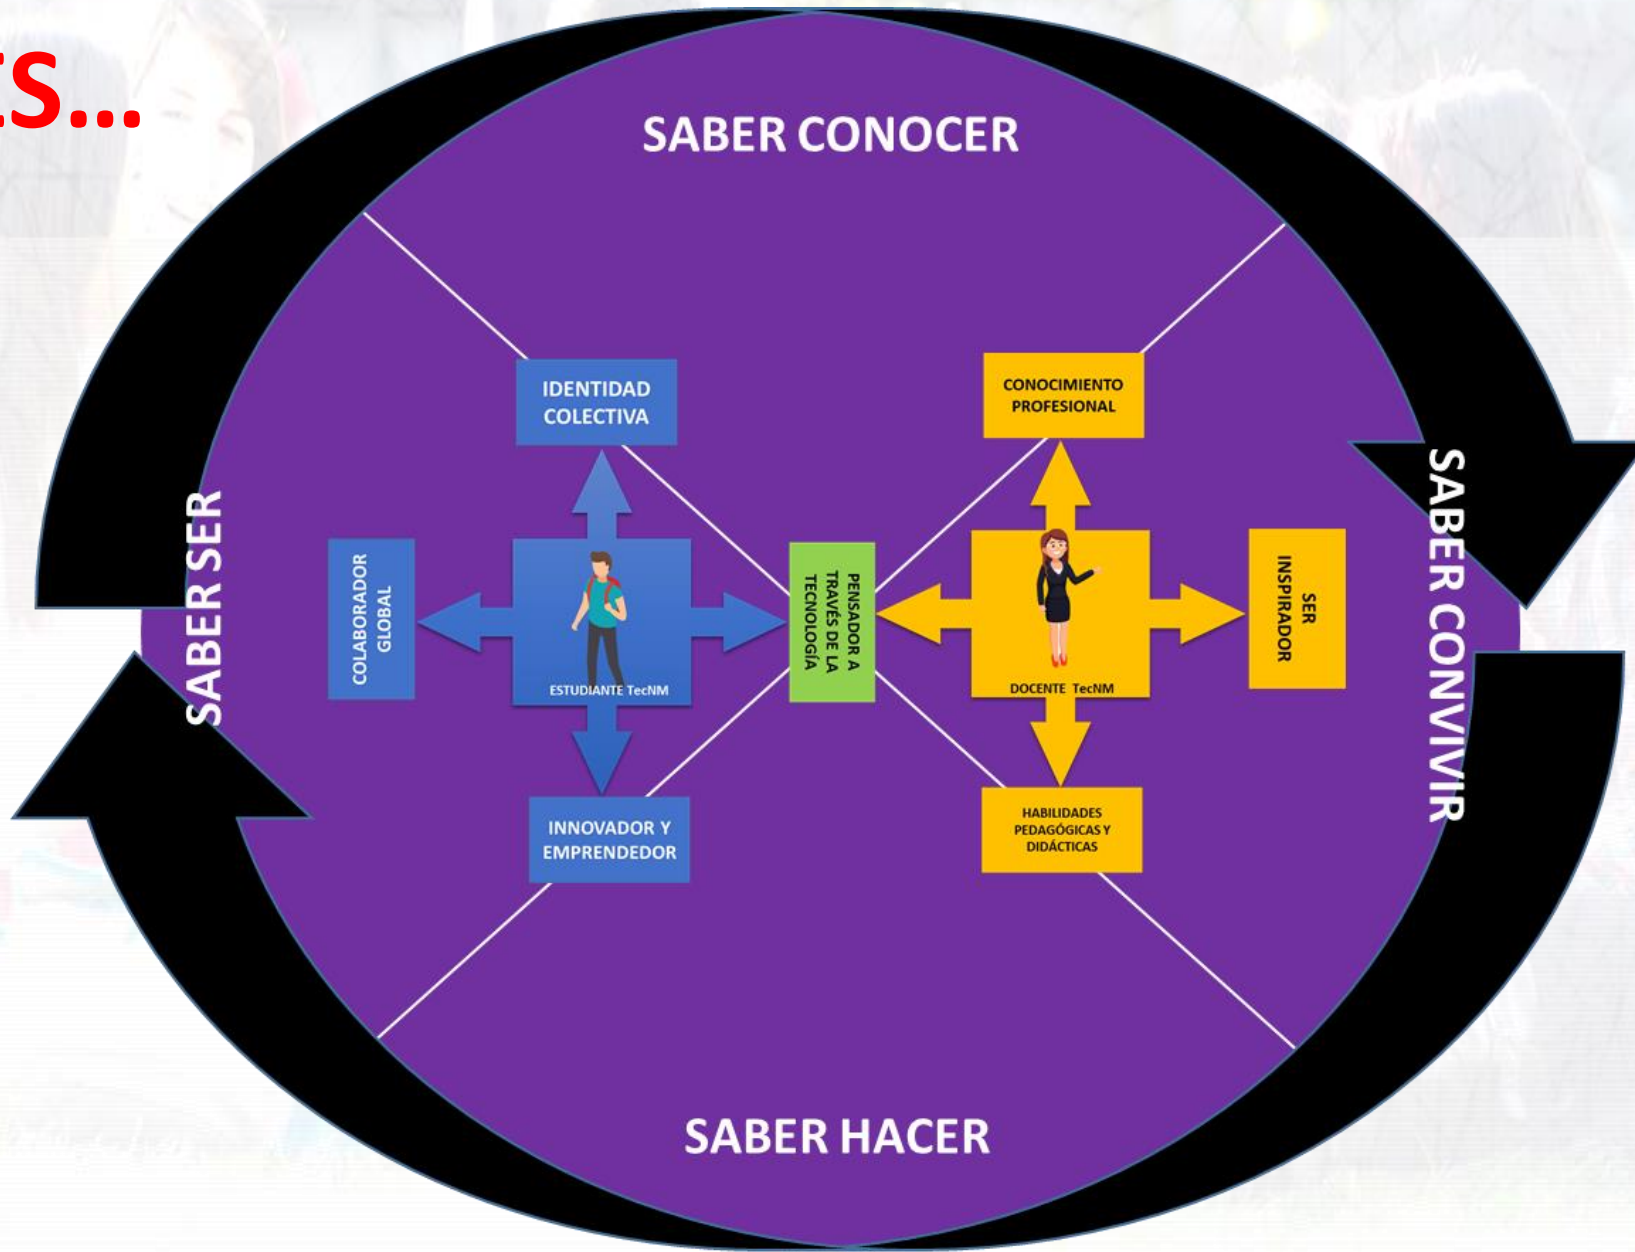 ES...
SABER CONOCER
IDENTIDAD
COLECTIVA
CONOCIMIENTO
PROFESIONAL
SABER SER
COLABORADOR
GLOBAL
ESTUDIANTE TecNM
PENSADOR A
TRAVÉS DE LA
TECNOLOGÍA
DOCENTE TecNM
SER
INSPIRADOR
SABER CONVIVIR
INNOVADOR Y
EMPRENDEDOR
HABILIDADES
PEDAGÓGICAS Y
DIDÁCTICAS
SABER HACER